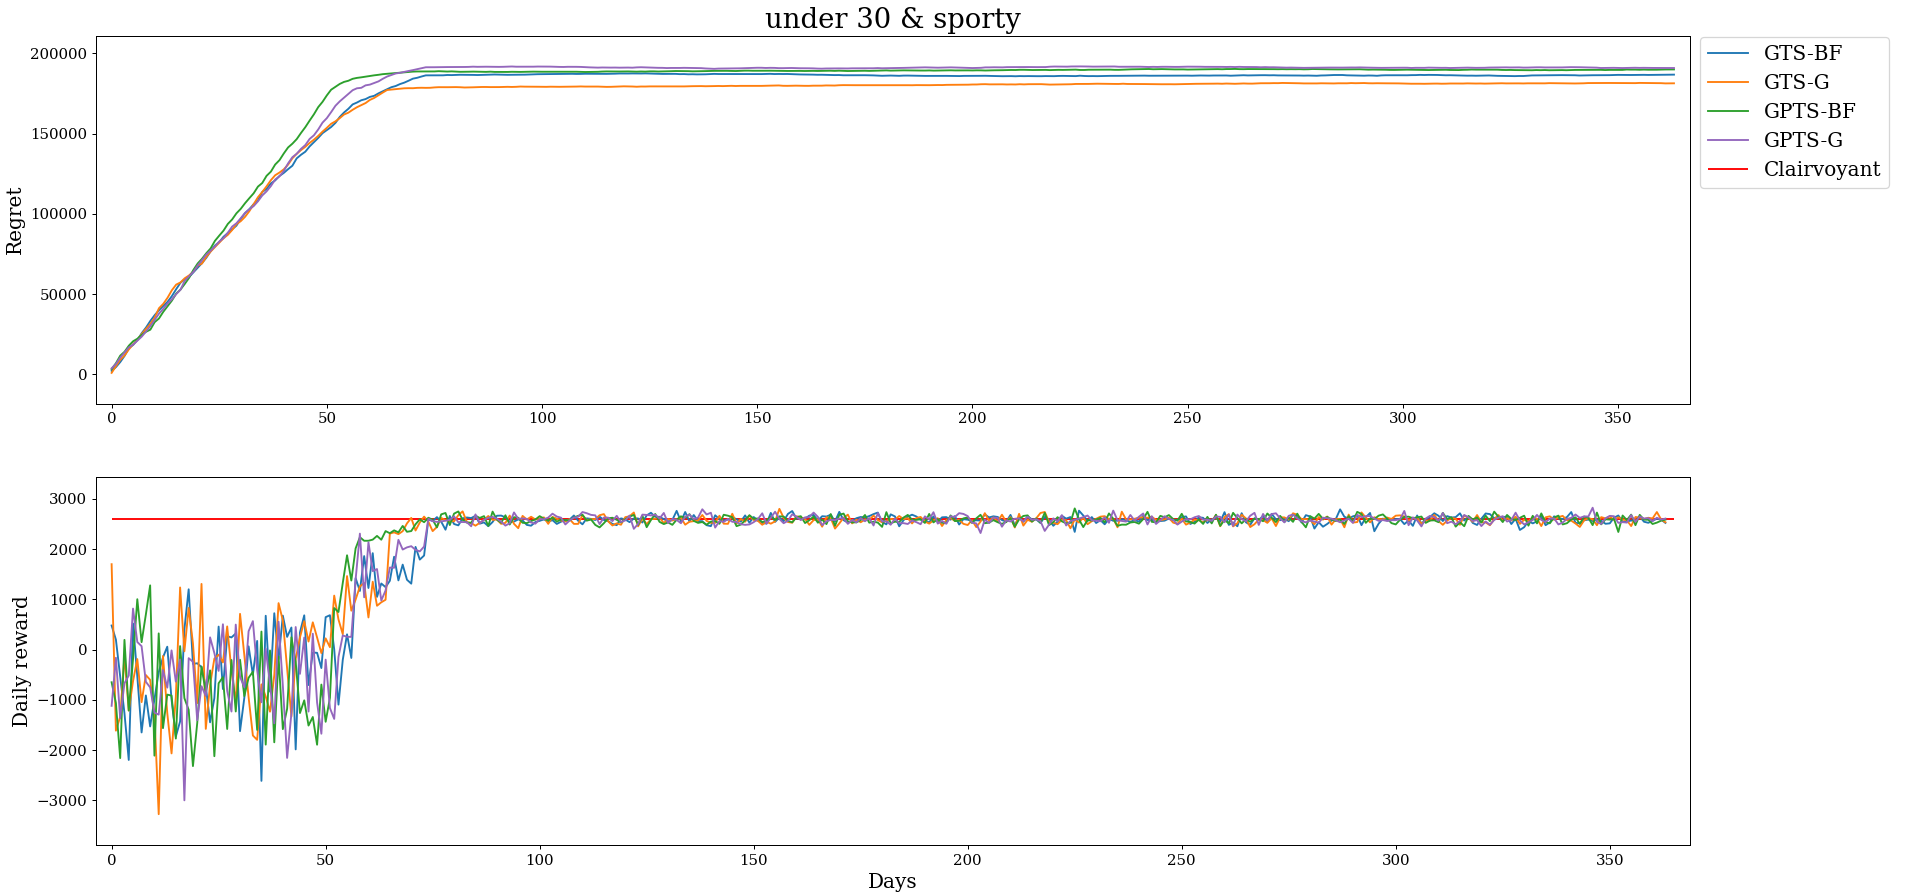 under 30 & sporty
200000
150000
100000
50000
0
Regret
0 50 100 150 200 250 300 350
GTS-BF
GTS-G
GPTS-BF
GPTS-G
Clairvoyant
3000
2000
1000
0
−1000
−2000
−3000
Daily reward
0 50 100 150 200 250 300 350
Days